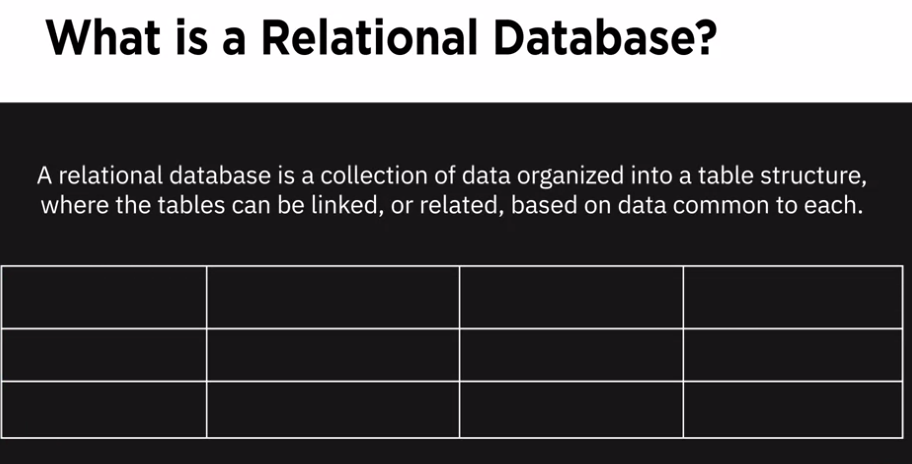 What is a Relational Database?
A relational database is a collection of data organized into a table structure,
where the tables can be linked, or related, based on data common to each.